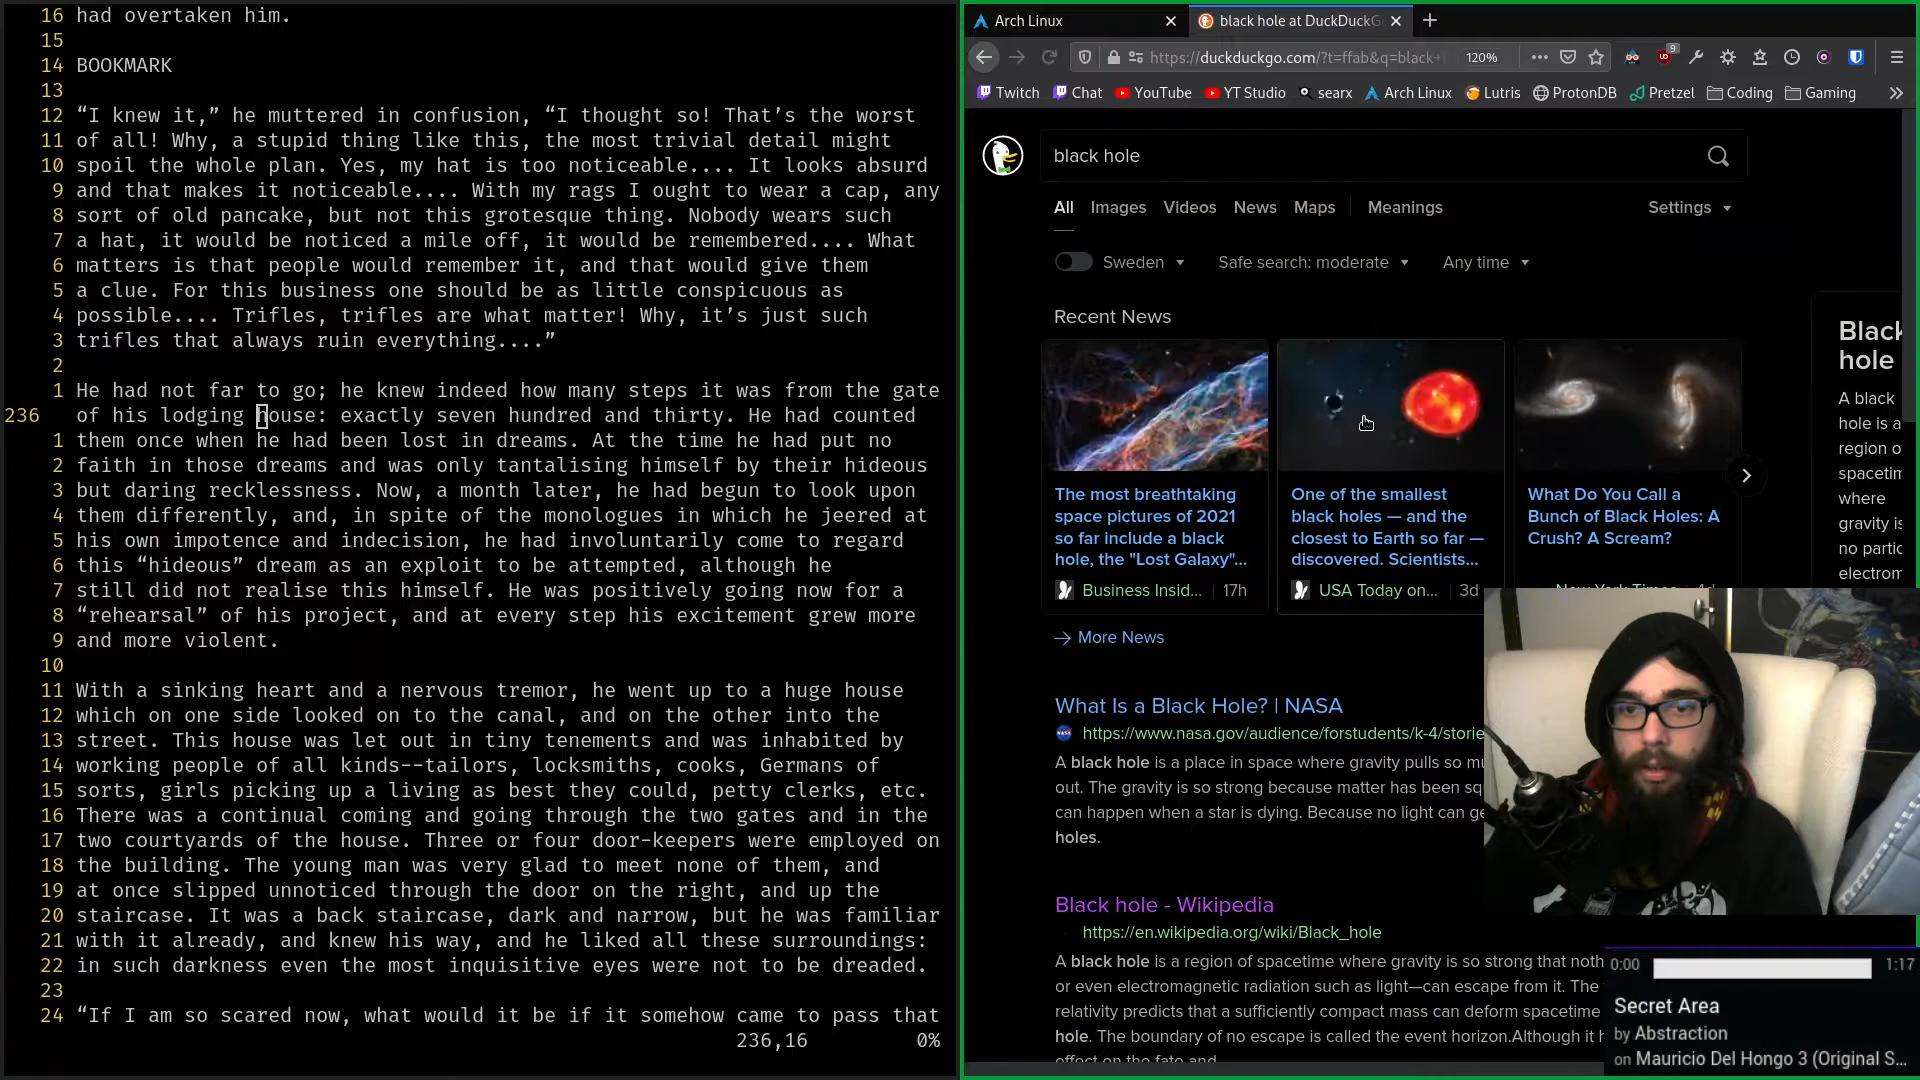 16 had overtaken him.
15
14 BOOKMARK
13
12 “I knew it,” he muttered in confusion, “I thought so! That’s the worst
11 of all! Why, a stupid thing like this, the most trivial detail might
10 spoil the whole plan. Yes, my hat is too noticeable.... It looks absurd
9 and that makes it noticeable.... With my rags I ought to wear a cap, any
8 sort of old pancake, but not this grotesque thing. Nobody wears such
7 a hat, it would be noticed a mile off, it would be remembered.... What
6 matters is that people would remember it, and that would give them
5 a clue. For this business one should be as little conspicuous as
4 possible.... Trifles, trifles are what matter! Why, it’s just such
3 trifles that always ruin everything....”
2
1 He had not far to go; he knew indeed how many steps it was from the gate
236 of his lodging house: exactly seven hundred and thirty. He had counted
1 them once when he had been lost in dreams. At the time he had put no
2 faith in those dreams and was only tantalising himself by their hideous
3 but daring recklessness. Now, a month later, he had begun to look upon
4 them differently, and, in spite of the monologues in which he jeered at
5 his own impotence and indecision, he had involuntarily come to regard
6 this “hideous” dream as an exploit to be attempted, although he
7 still did not realise this himself. He was positively going now for a
8 “rehearsal” of his project, and at every step his excitement grew more
9 and more violent.
10
11 With a sinking heart and a nervous tremor, he went up to a huge house
12 which on one side looked on to the canal, and on the other into the
13 street. This house was let out in tiny tenements and was inhabited by
14 working people of all kinds--tailors, locksmiths, cooks, Germans of
15 sorts, girls picking up a living as best they could, petty clerks, etc.
16 There was a continual coming and going through the two gates and in the
17 two courtyards of the house. Three or four door-keepers were employed on
18 the building. The young man was very glad to meet none of them, and
19 at once slipped unnoticed through the door on the right, and up the
20 staircase. It was a back staircase, dark and narrow, but he was familiar
21 with it already, and knew his way, and he liked all these surroundings:
22 in such darkness even the most inquisitive eyes were not to be dreaded.
23
24 “If I am so scared now, what would it be if it somehow came to pass that
236,16 0%
Arch Linux
black hole at DuckDuckG
https://duckduckgo.com/?t=ffab&q=black+
120%
9
Twitch Chat YouTube YT Studio searx Arch Linux Lutris ProtonDB Pretzel Coding Gaming
black hole
All Images Videos News Maps Meanings Settings
Sweden Safe search: moderate Any time
Recent News
The most breathtaking
space pictures of 2021
so far include a black
hole, the "Lost Galaxy"...
Business Insid... 17h
One of the smallest
black holes — and the
closest to Earth so far —
discovered. Scientists...
USA Today on... 3d
What Do You Call a
Bunch of Black Holes: A
Crush? A Scream?
New York Times 4d
More News
Black
hole
A black
hole is a
region o
spacetim
where
gravity is
no partic
electrom
What Is a Black Hole? | NASA
https://www.nasa.gov/audience/forstudents/k-4/storie
A black hole is a place in space where gravity pulls so mu
out. The gravity is so strong because matter has been sq
can happen when a star is dying. Because no light can ge
holes.
Black hole - Wikipedia
https://en.wikipedia.org/wiki/Black_hole
A black hole is a region of spacetime where gravity is so strong that noth
or even electromagnetic radiation such as light—can escape from it. The
relativity predicts that a sufficiently compact mass can deform spacetime
hole. The boundary of no escape is called the event horizon.Although it h
effect on the fate and
0:00 1:17
Secret Area
by Abstraction
on Mauricio Del Hongo 3 (Original S...